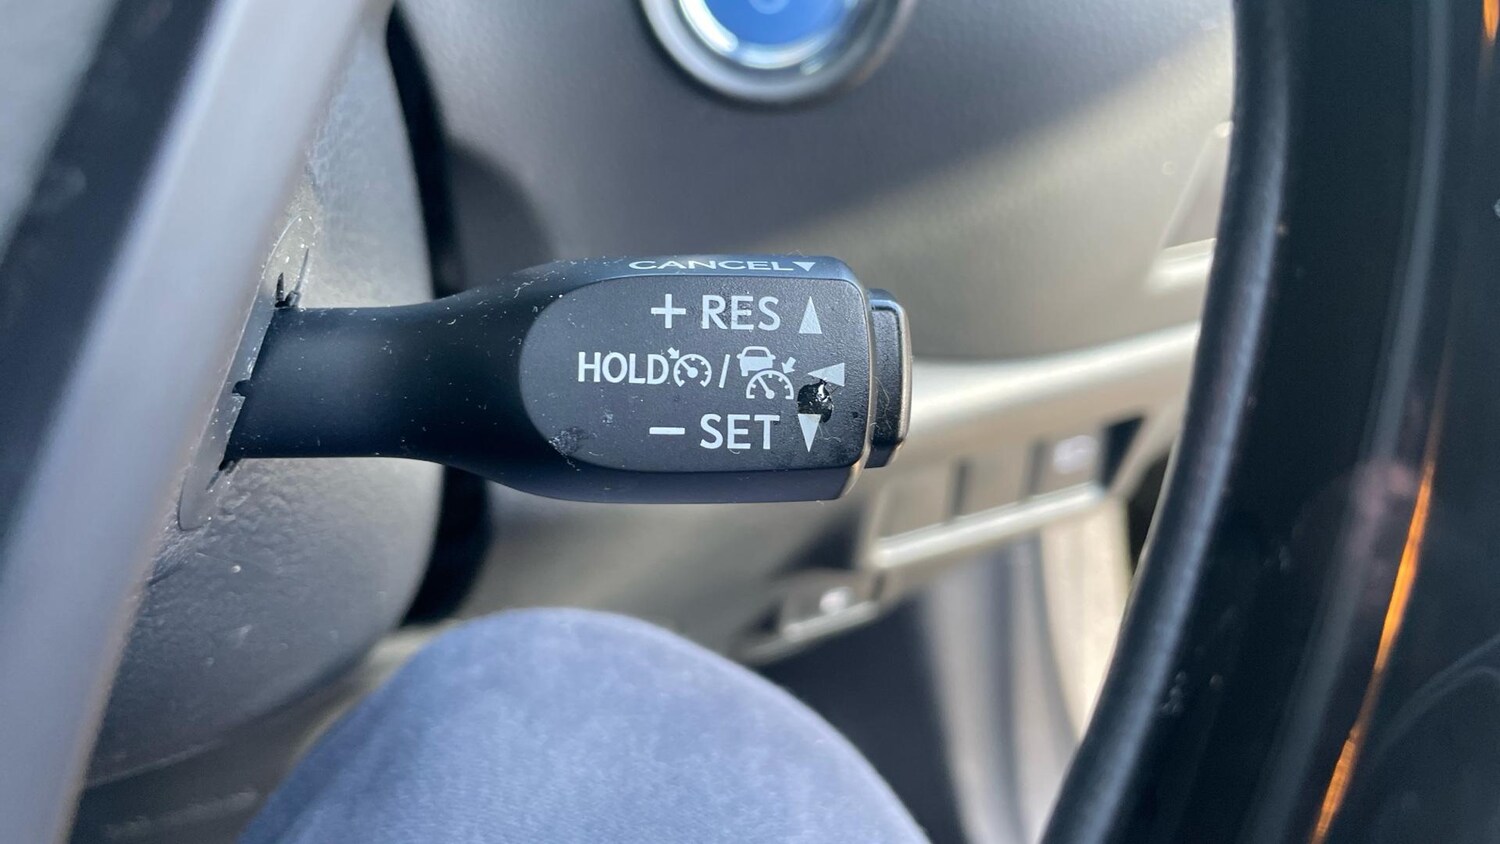 CANCEL▼
+ RES ▲
HOLD / ◀
− SET ▼